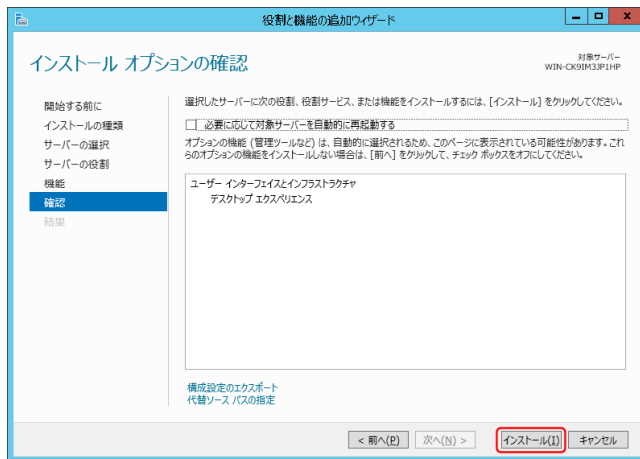 役割と機能の追加ウィザード
インストール オプションの確認
対象サーバー
WIN-CK9IM3JP1HP
開始する前に
インストールの種類
サーバーの選択
サーバーの役割
機能
確認
結果
選択したサーバーに次の役割、役割サービス、または機能をインストールするには、[インストール] をクリックしてください。
必要に応じて対象サーバーを自動的に再起動する
オプションの機能 (管理ツールなど) は、自動的に選択されるため、このページに表示されている可能性があります。これ
らのオプションの機能をインストールしない場合は、[前へ] をクリックして、チェック ボックスをオフにしてください。
ユーザー インターフェイスとインフラストラクチャ
デスクトップ エクスペリエンス
構成設定のエクスポート
代替ソース パスの指定
< 前へ(P)
次へ(N) >
インストール(I)
キャンセル